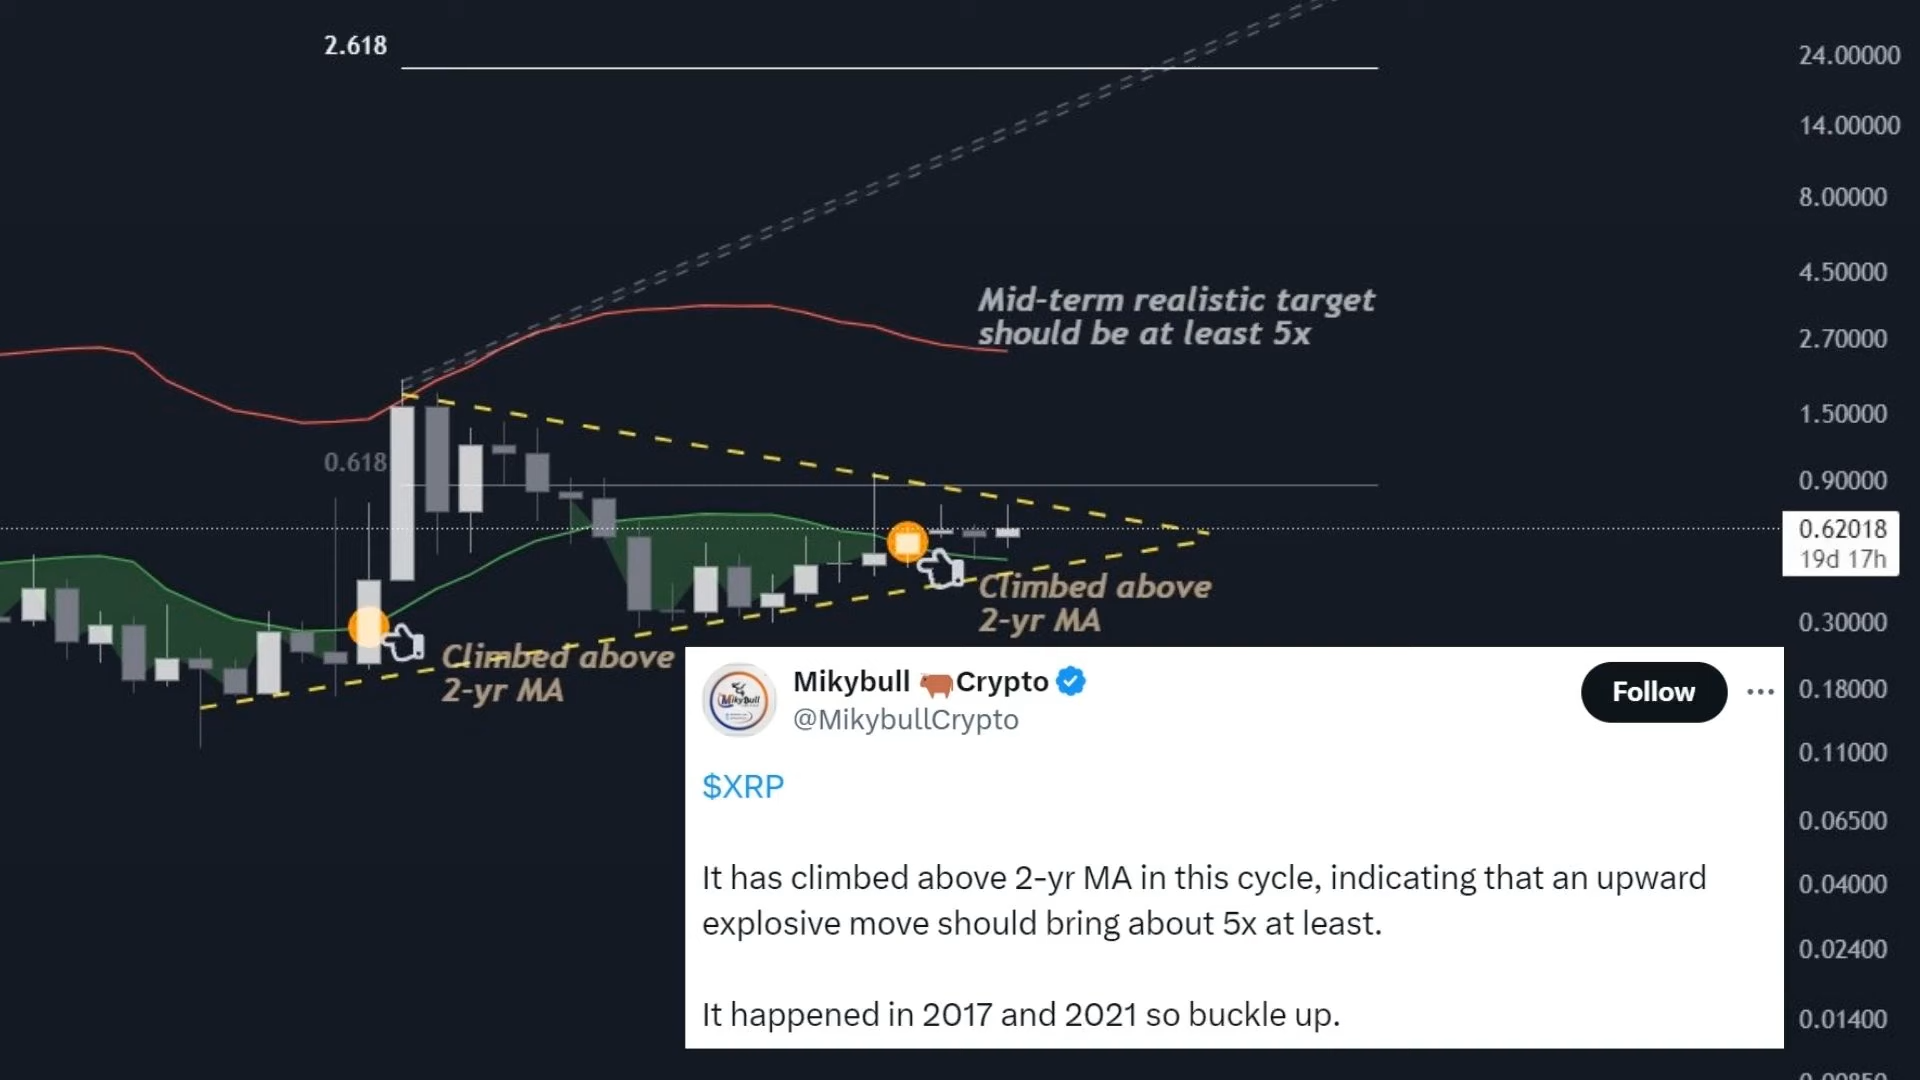 2.618
24.00000
14.00000
8.00000
4.50000
Mid-term realistic target
should be at least 5x
2.70000
1.50000
0.618
0.90000
0.62018
19d 17h
Climbed above
2-yr MA
0.30000
Climbed above
2-yr MA
Mikybull Crypto
@MikybullCrypto
Follow
MikyBull
0.18000
0.11000
$XRP
0.06500
It has climbed above 2-yr MA in this cycle, indicating that an upward
explosive move should bring about 5x at least.
0.04000
0.02400
It happened in 2017 and 2021 so buckle up.
0.01400